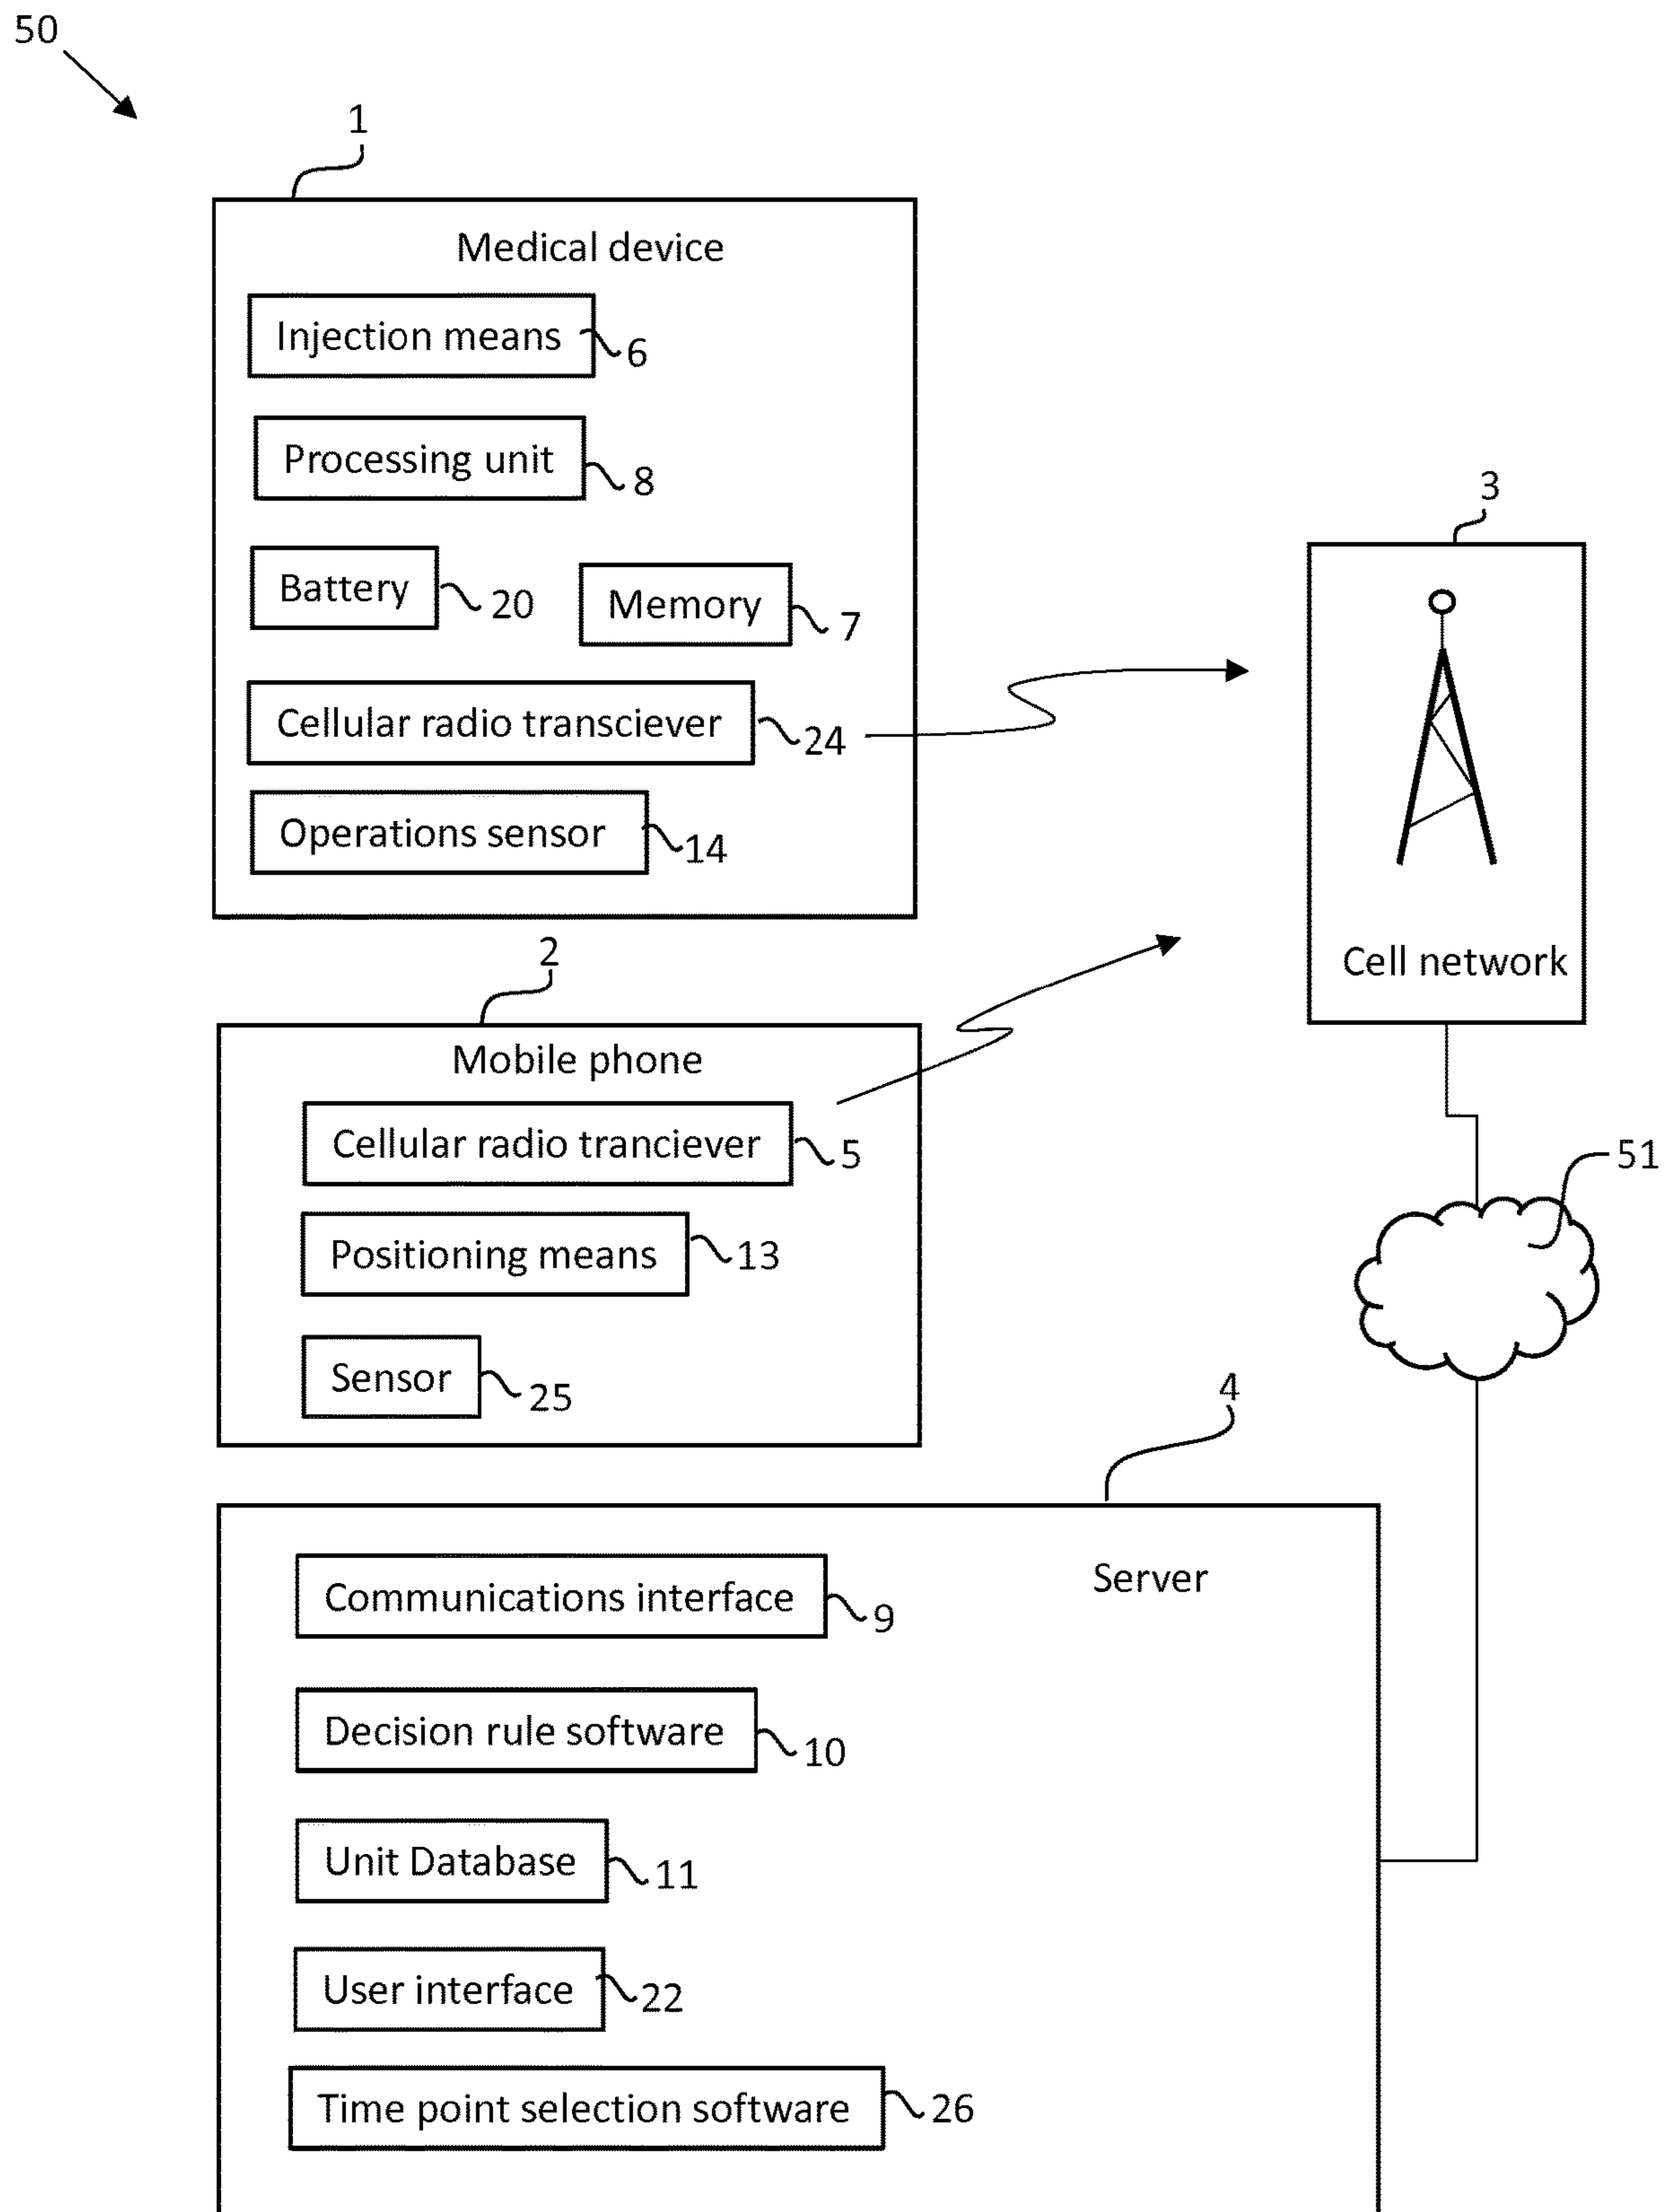 50
1
Medical device
Injection means
6
Processing unit
8
Battery
20
Memory
7
Cellular radio transciever
24
Operations sensor
14
3
Cell network
2
Mobile phone
Cellular radio tranciever
5
Positioning means
13
Sensor
25
51
4
Server
Communications interface
9
Decision rule software
10
Unit Database
11
User interface
22
Time point selection software
26